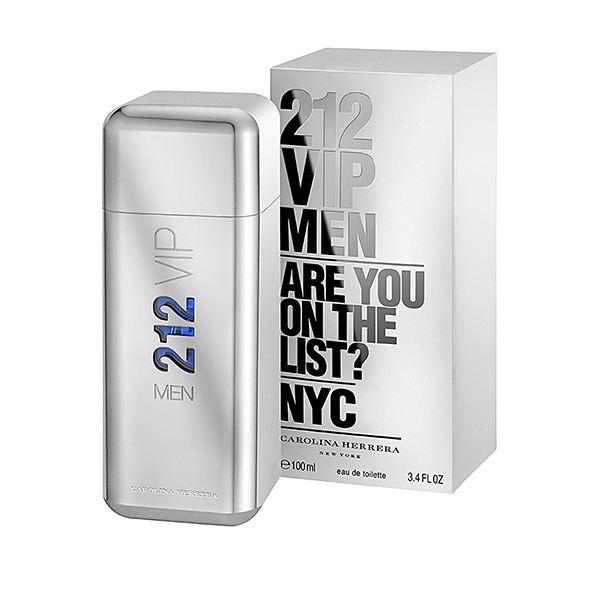 212 VIP
MEN
CAROLINA HERRERA
212
VIP
MEN
ARE YOU
ON THE
LIST?
NYC
CAROLINA HERRERA
NEW YORK
℮100ml eau de toilette 3.4 FL OZ